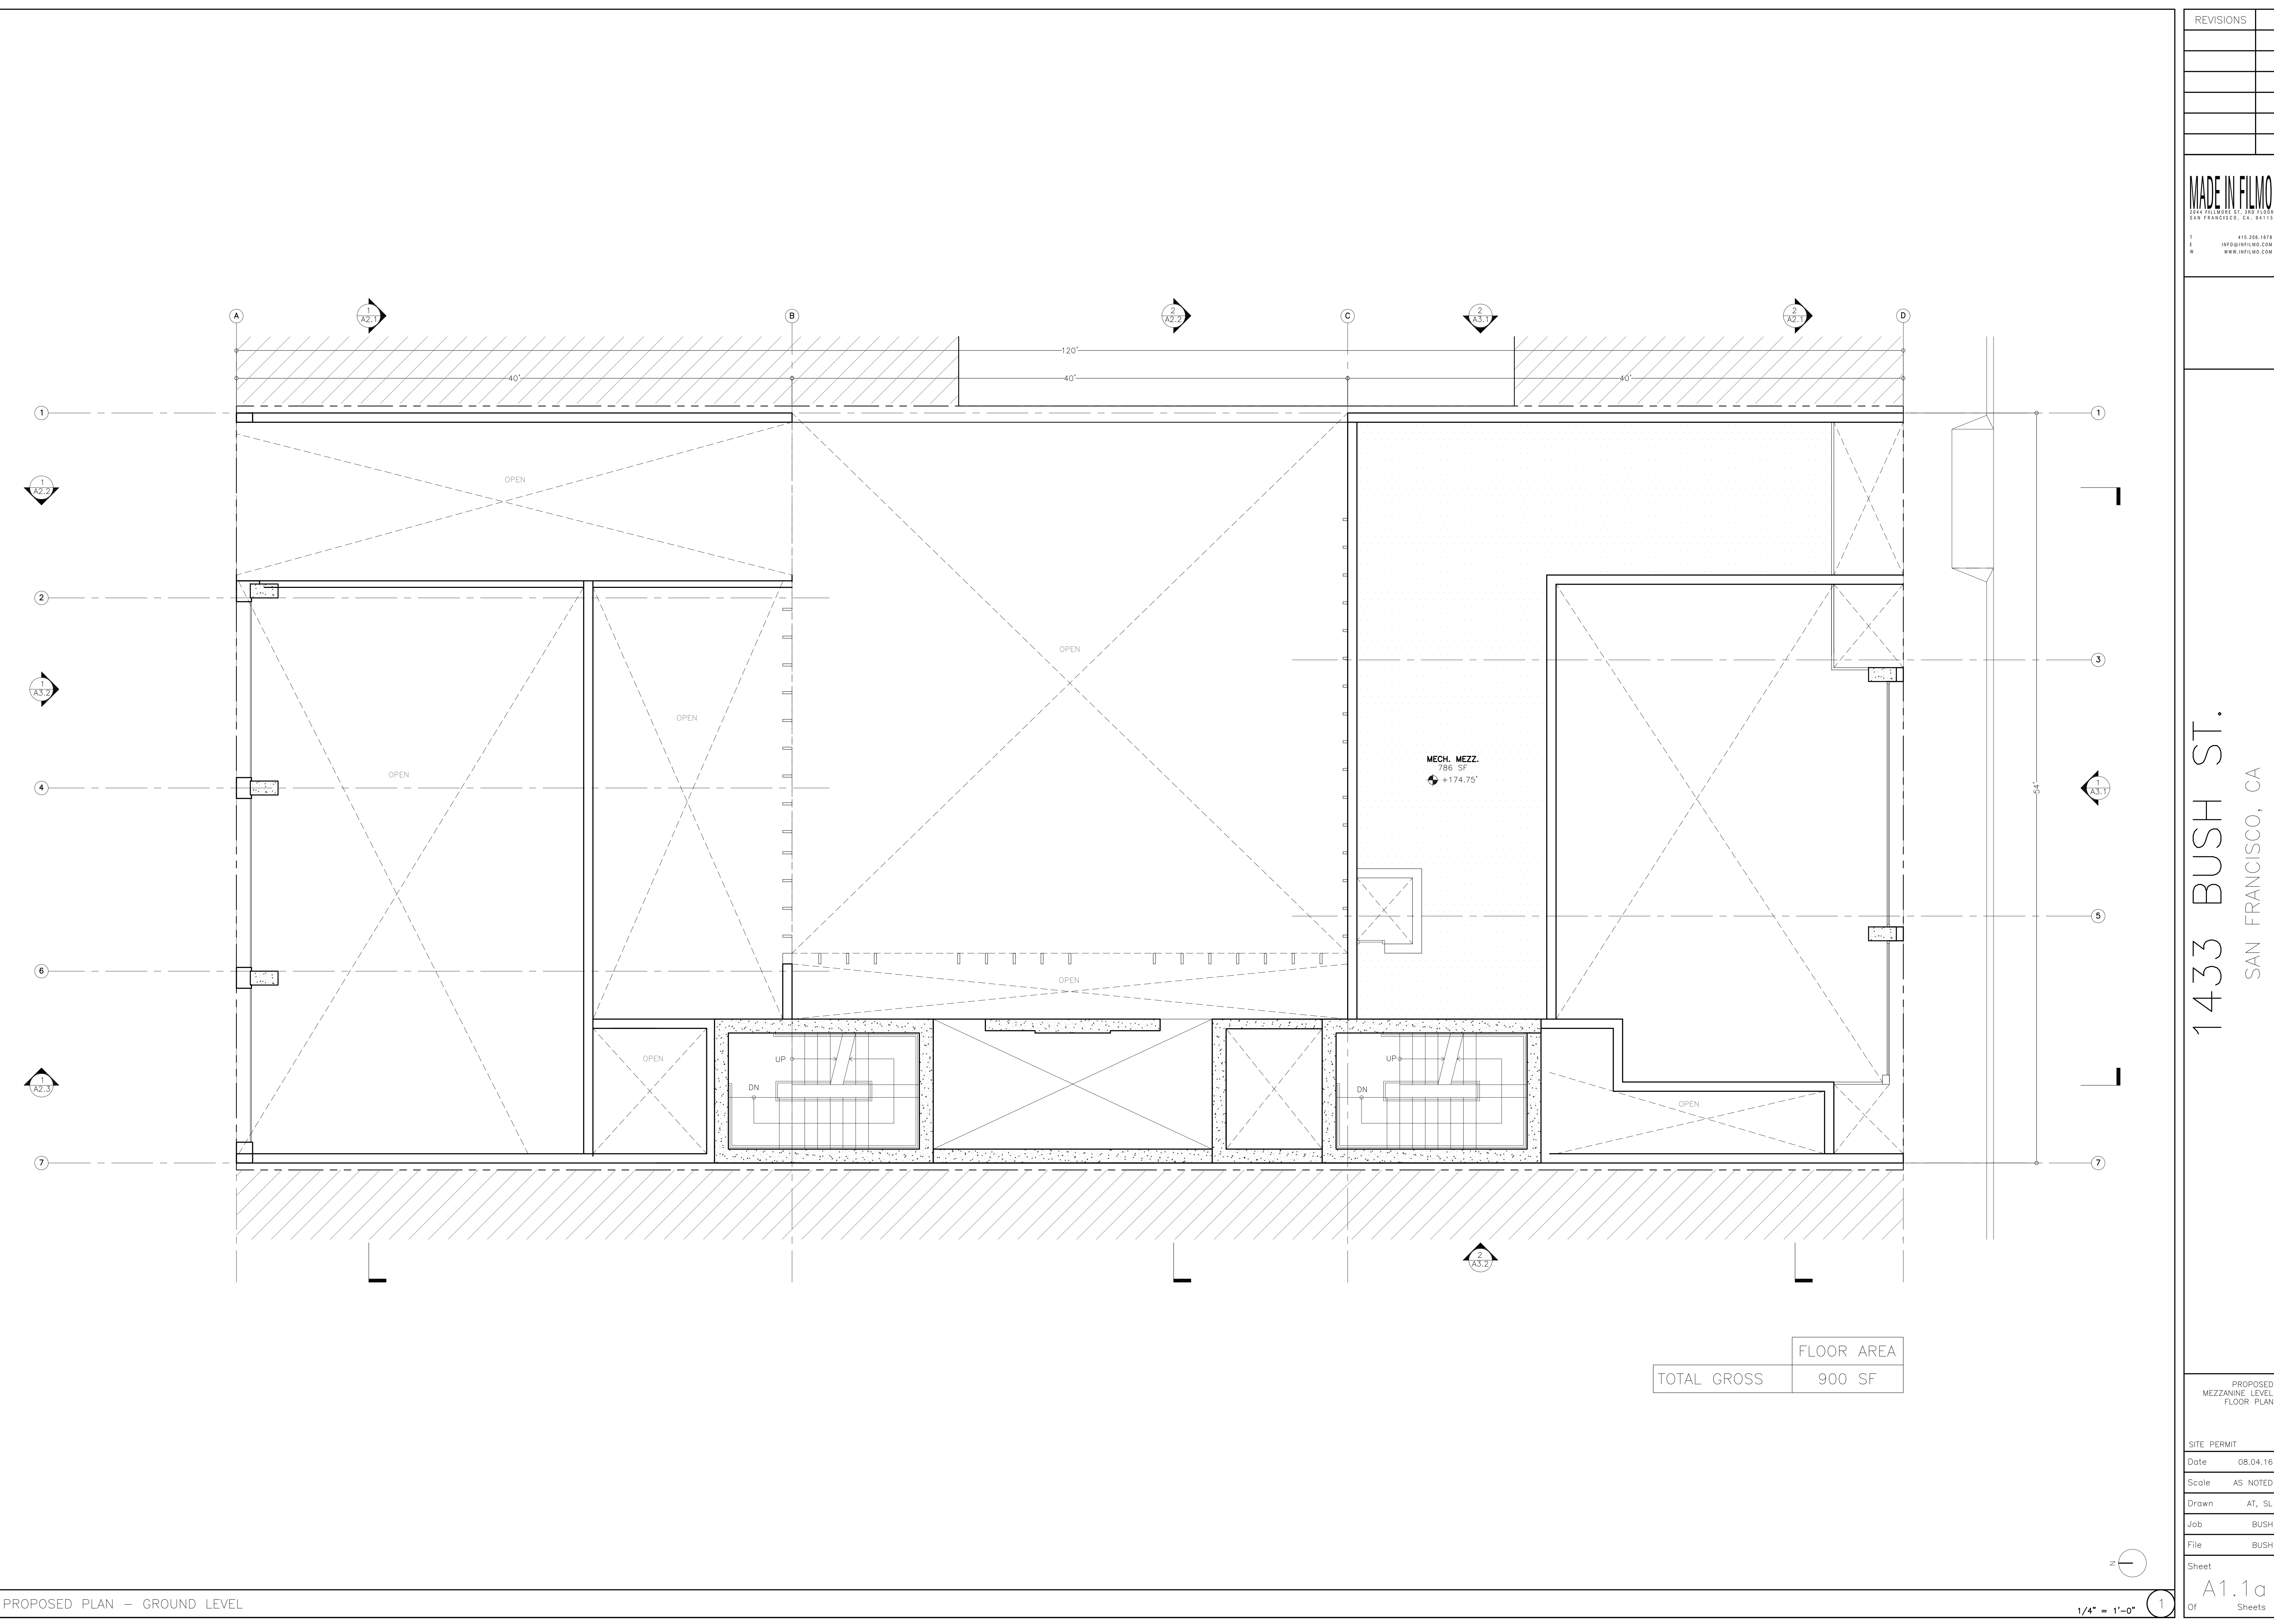 REVISIONS
MADE IN FILMO
2044 FILLMORE ST, 3RD FLOOR
SAN FRANCISCO, CA, 94115
T 415.206.1678
E INFO@INFILMO.COM
W WWW.INFILMO.COM
1433 BUSH ST.
SAN FRANCISCO, CA
A
1
A2.1
B
2
A2.2
C
2
A3.1
2
A2.1
D
120'
40'
40'
40'
1
1
1
A2.2
OPEN
2
OPEN
3
1
A3.2
OPEN
MECH. MEZZ.
786 SF
+174.75'
OPEN
4
54'
1
A3.1
5
6
OPEN
OPEN
UP
DN
UP
DN
OPEN
1
A2.3
7
7
2
A3.2
FLOOR AREA
TOTAL GROSS 900 SF
PROPOSED
MEZZANINE LEVEL
FLOOR PLAN
SITE PERMIT
Date 08.04.16
Scale AS NOTED
Drawn AT, SL
Job BUSH
File BUSH
Sheet
A1.1a
Of Sheets
N
PROPOSED PLAN – GROUND LEVEL
1/4" = 1'-0"
1